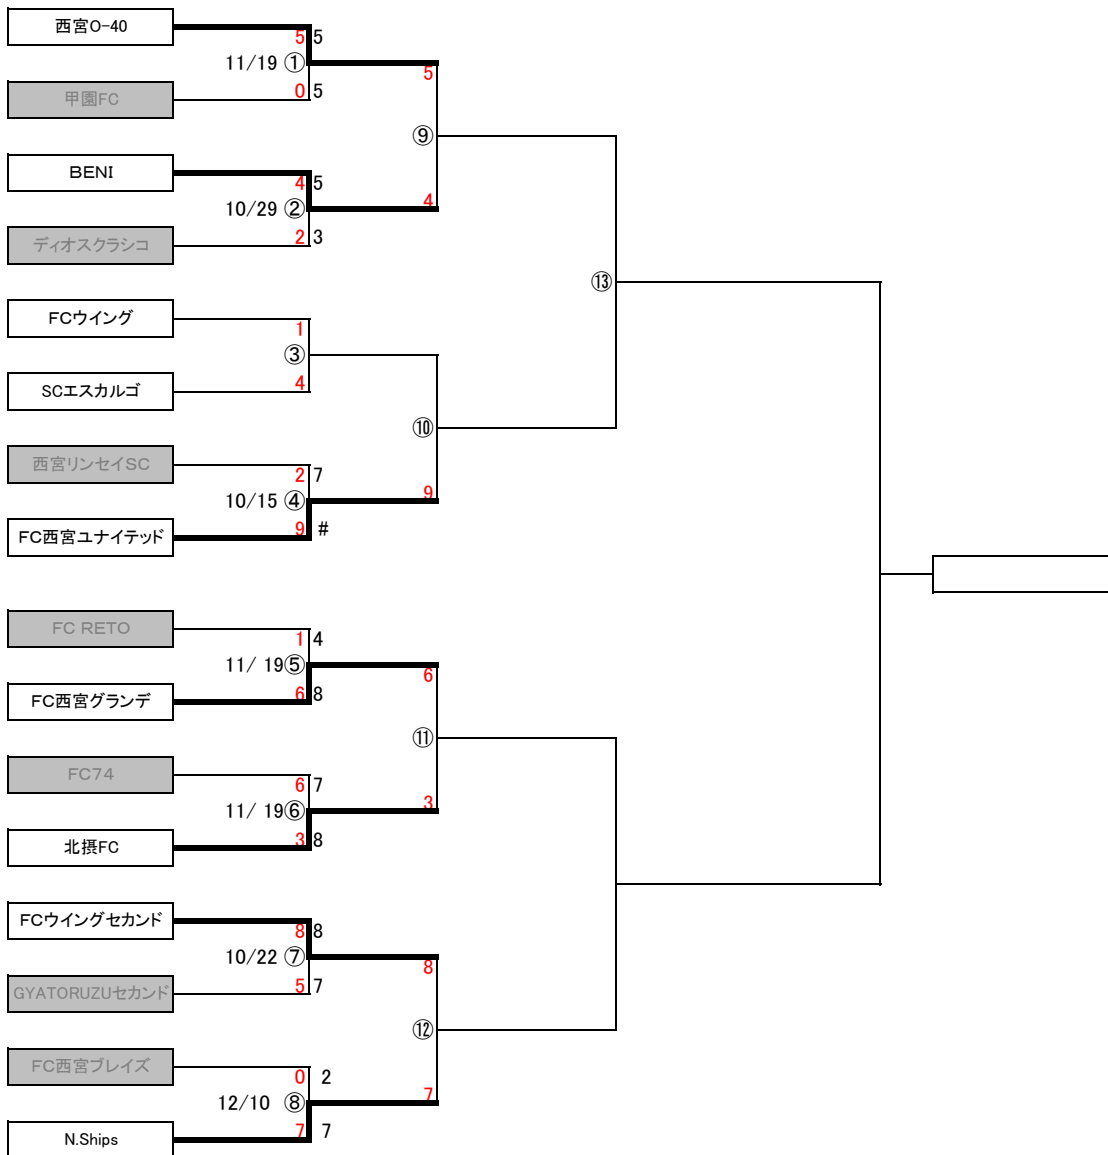 西宮O-40
5 5
11/19 ①
5
0 5
甲園FC
⑨
BENI
4 5
4
10/29 ②
2 3
ディオスクラシコ
⑬
FCウイング
1
③
4
SCエスカルゴ
⑩
西宮リンセイSC
2 7
9
10/15 ④
9 #
FC西宮ユナイテッド
FC RETO
1 4
11/ 19⑤
6
6 8
FC西宮グランデ
⑪
FC74
6 7
3
11/ 19⑥
3 8
北摂FC
FCウイングセカンド
8 8
10/22 ⑦
8
5 7
GYATORUZUセカンド
⑫
FC西宮ブレイズ
0 2
7
12/10 ⑧
7 7
N.Ships